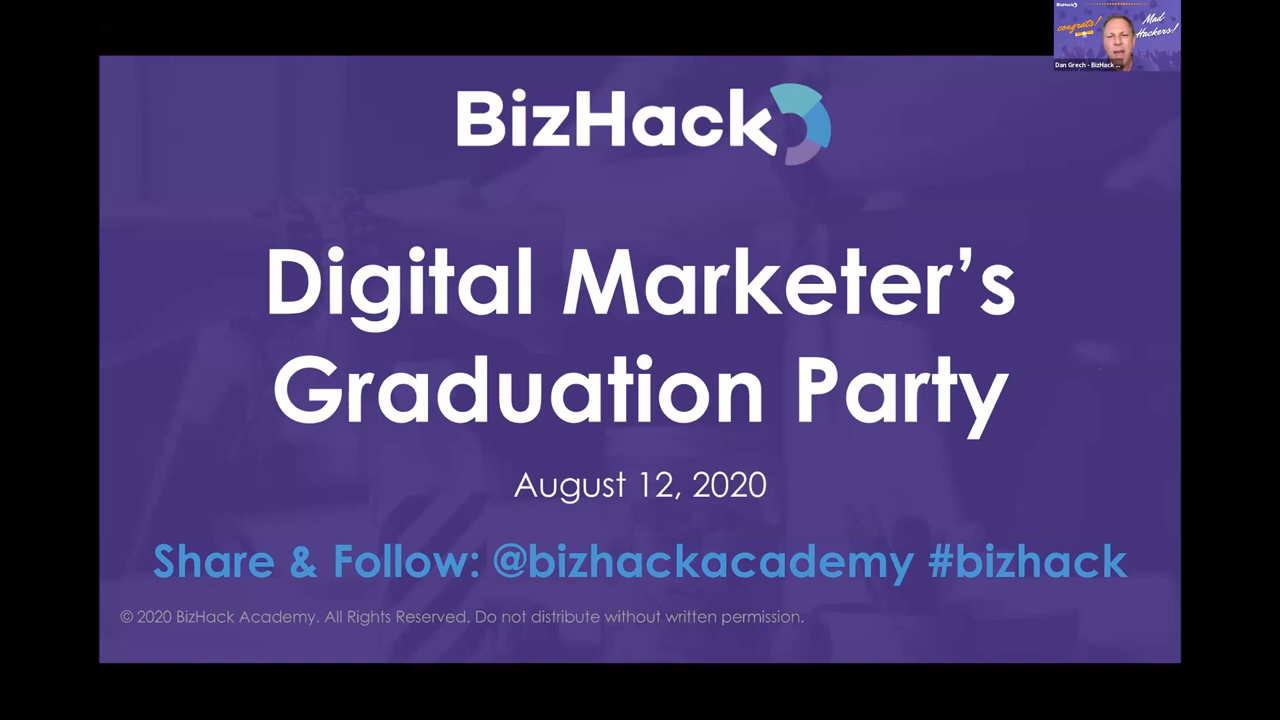 BizHack
congrats!
Mad
Hackers!
Dan Grech - BizHack ...
BizHack
Digital Marketer's
Graduation Party
August 12, 2020
Share & Follow: @bizhackacademy #bizhack
© 2020 BizHack Academy. All Rights Reserved. Do not distribute without written permission.